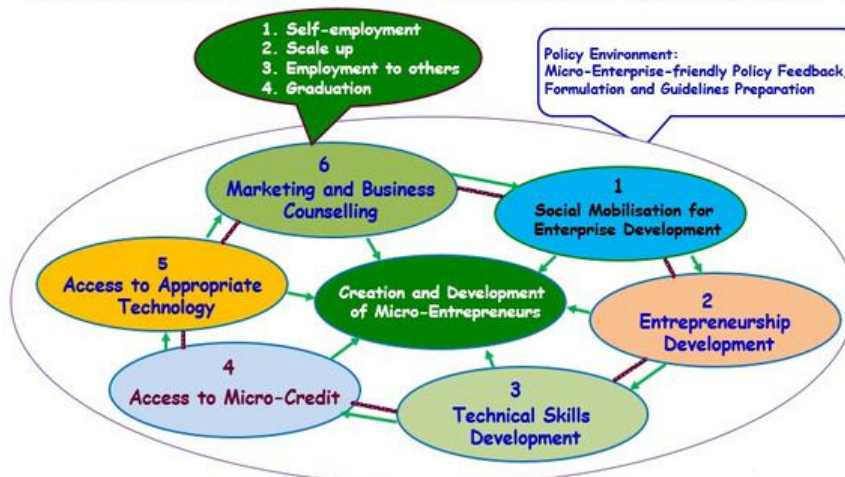 1. Self-employment
2. Scale up
3. Employment to others
4. Graduation
Policy Environment:
Micro-Enterprise-friendly Policy Feedback,
Formulation and Guidelines Preparation
6
Marketing and Business
Counselling
1
Social Mobilisation for
Enterprise Development
5
Access to Appropriate
Technology
Creation and Development
of Micro-Entrepreneurs
2
Entrepreneurship
Development
4
Access to Micro-Credit
3
Technical Skills
Development